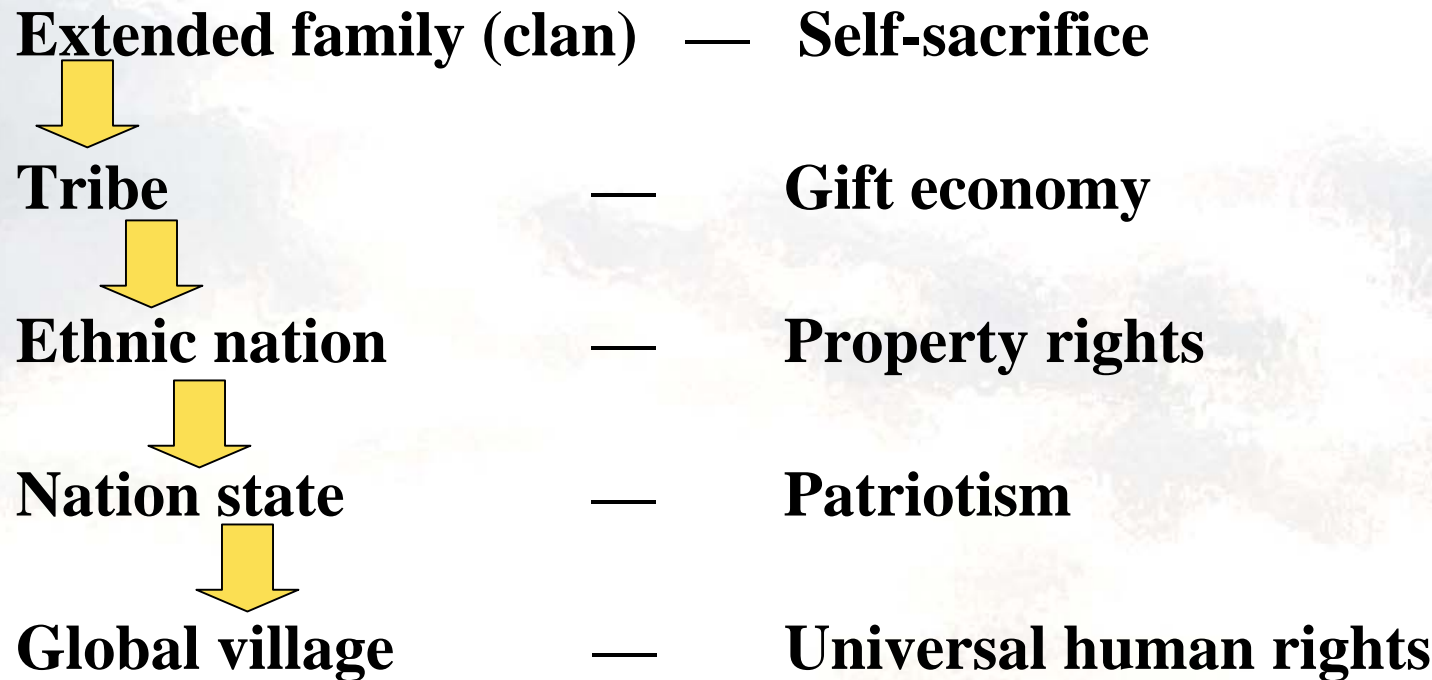 Extended family (clan) — Self-sacrifice
Tribe — Gift economy
Ethnic nation — Property rights
Nation state — Patriotism
Global village — Universal human rights